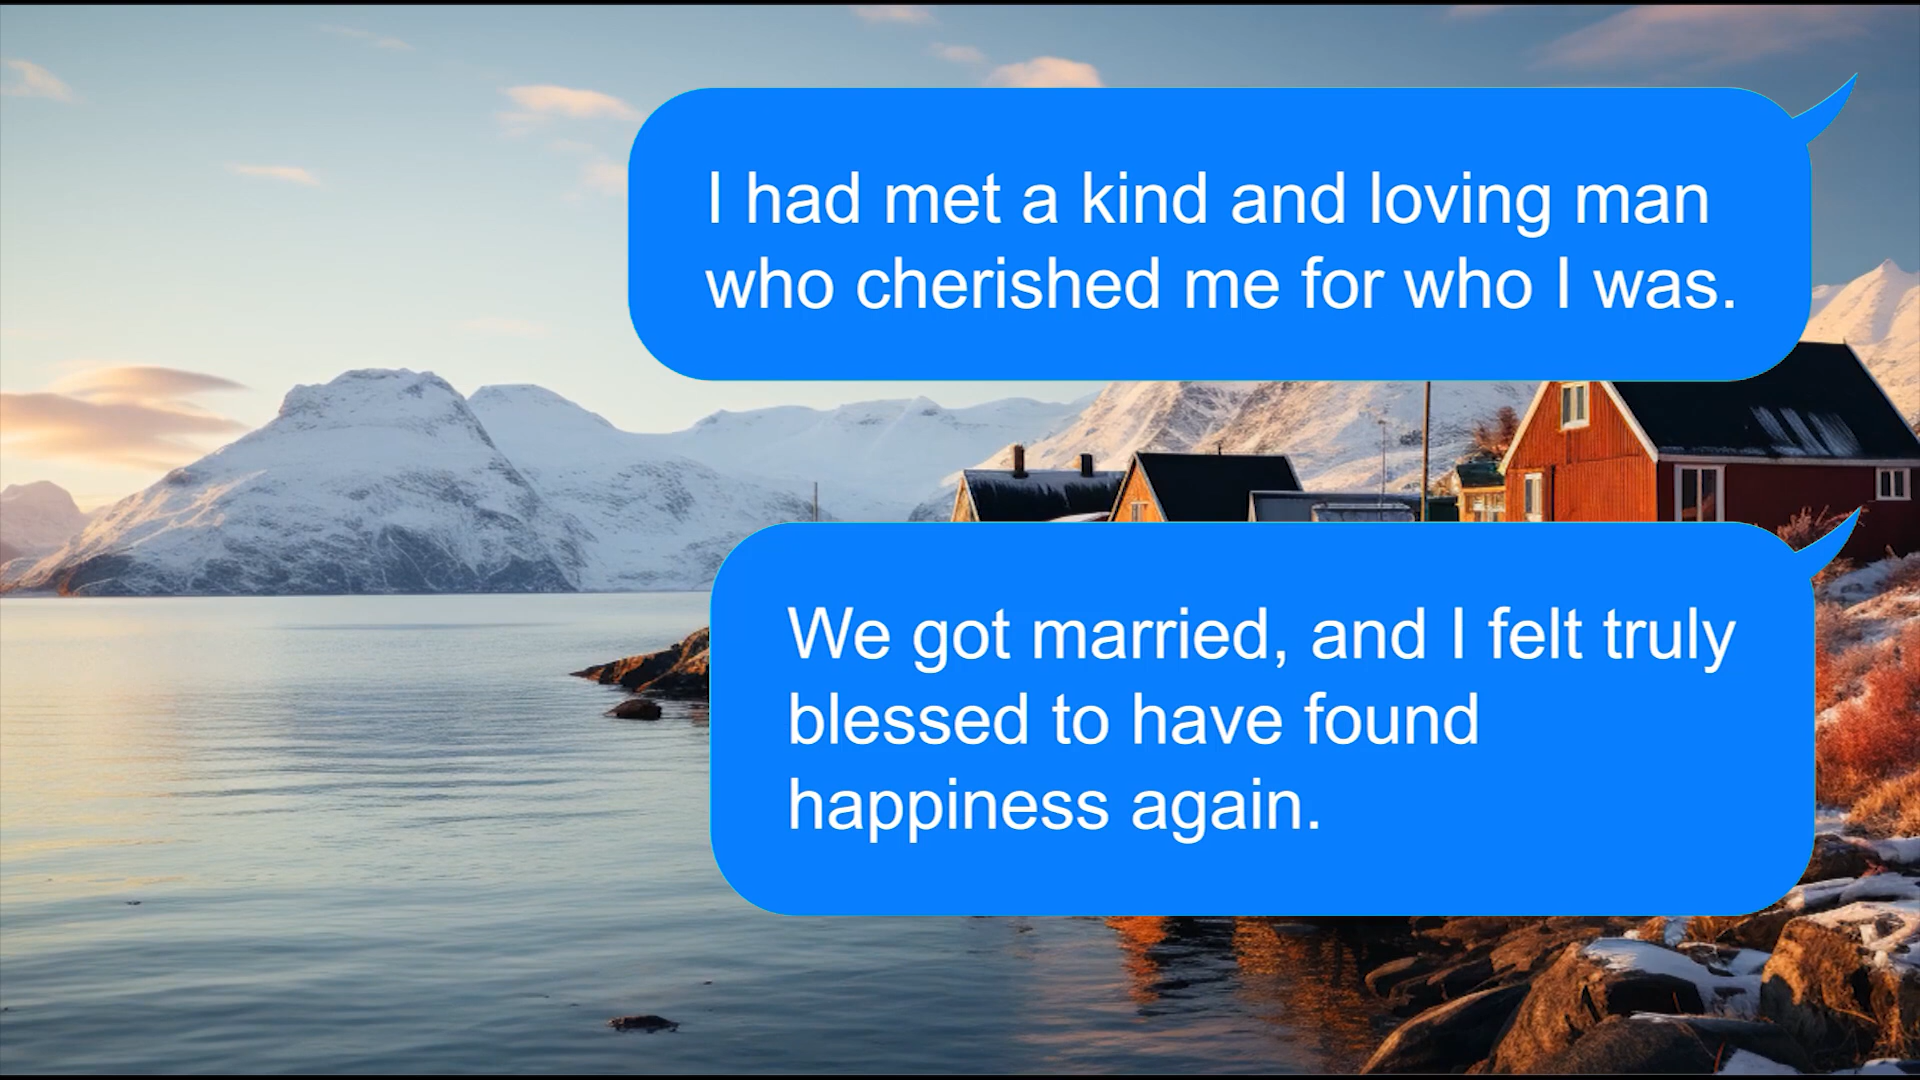 I had met a kind and loving man
who cherished me for who I was.
We got married, and I felt truly
blessed to have found
happiness again.